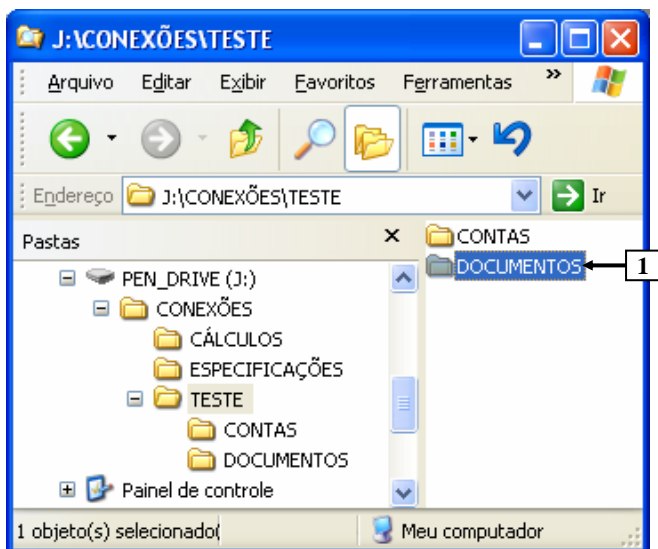 J:\CONEXÕES\TESTE
Arquivo Editar Exibir Favoritos Ferramentas »
Endereço J:\CONEXÕES\TESTE Ir
Pastas
PEN_DRIVE (J:)
CONEXÕES
CÁLCULOS
ESPECIFICAÇÕES
TESTE
CONTAS
DOCUMENTOS
Painel de controle
CONTAS
DOCUMENTOS 1
1 objeto(s) selecionado( Meu computador